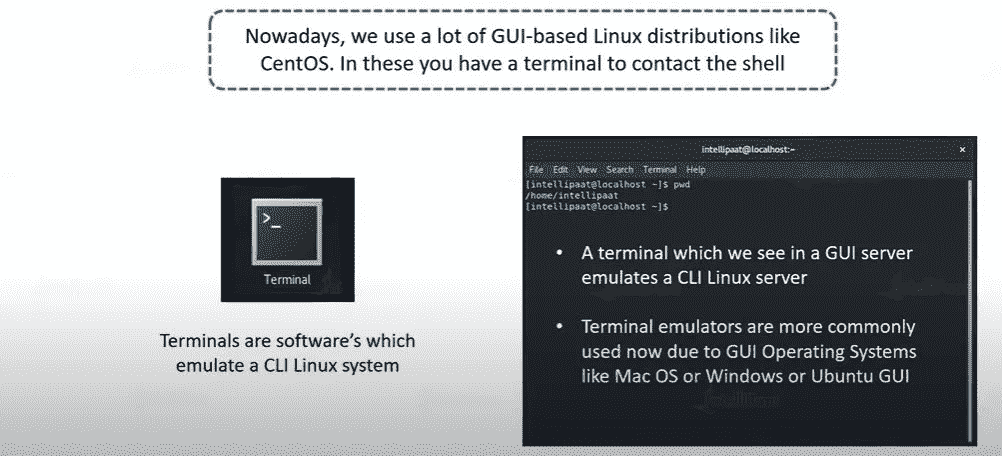 Nowadays, we use a lot of GUI-based Linux distributions like
CentOS. In these you have a terminal to contact the shell
intellipaat@localhost:~
×
File Edit View Search Terminal Help
[intellipaat@localhost ~]$ pwd
/home/intellipaat
[intellipaat@localhost ~]$
>_
Terminal
Terminals are software's which
emulate a CLI Linux system
• A terminal which we see in a GUI server
emulates a CLI Linux server
• Terminal emulators are more commonly
used now due to GUI Operating Systems
like Mac OS or Windows or Ubuntu GUI